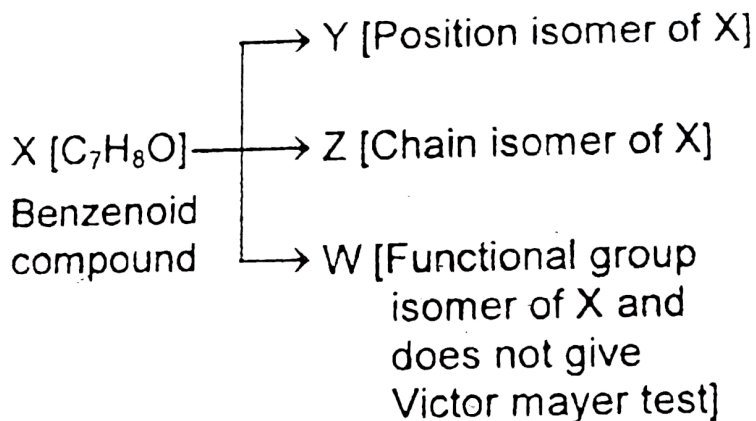 Y [Position isomer of X]
X [C₇H₈O]
Z [Chain isomer of X]
Benzenoid
compound
W [Functional group
isomer of X and
does not give
Victor mayer test]